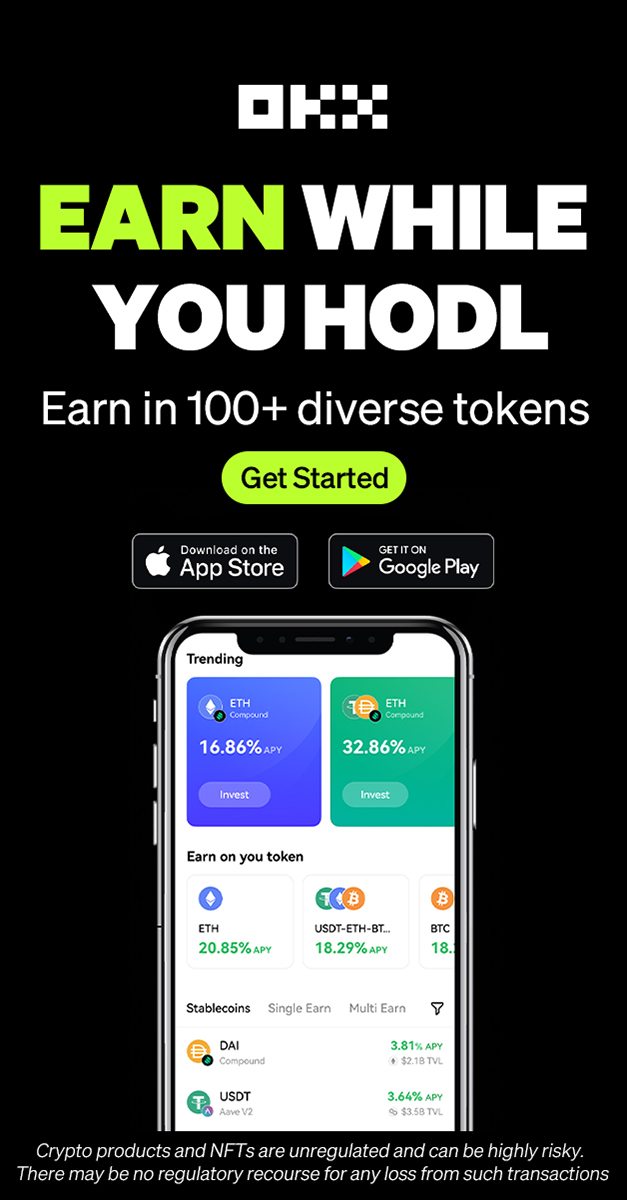 OKX
EARN WHILE
YOU HODL
Earn in 100+ diverse tokens
Get Started
Download on the
App Store
GET IT ON
Google Play
Trending
ETH
Compound
16.86% APY
Invest
ETH
Compound
32.86% APY
Invest
Earn on you token
ETH
20.85% APY
USDT-ETH-BT...
18.29% APY
BTC
18.
Stablecoins Single Earn Multi Earn
DAI
Compound
3.81% APY
$2.1B TVL
USDT
Aave V2
3.64% APY
$3.5B TVL
Crypto products and NFTs are unregulated and can be highly risky.
There may be no regulatory recourse for any loss from such transactions